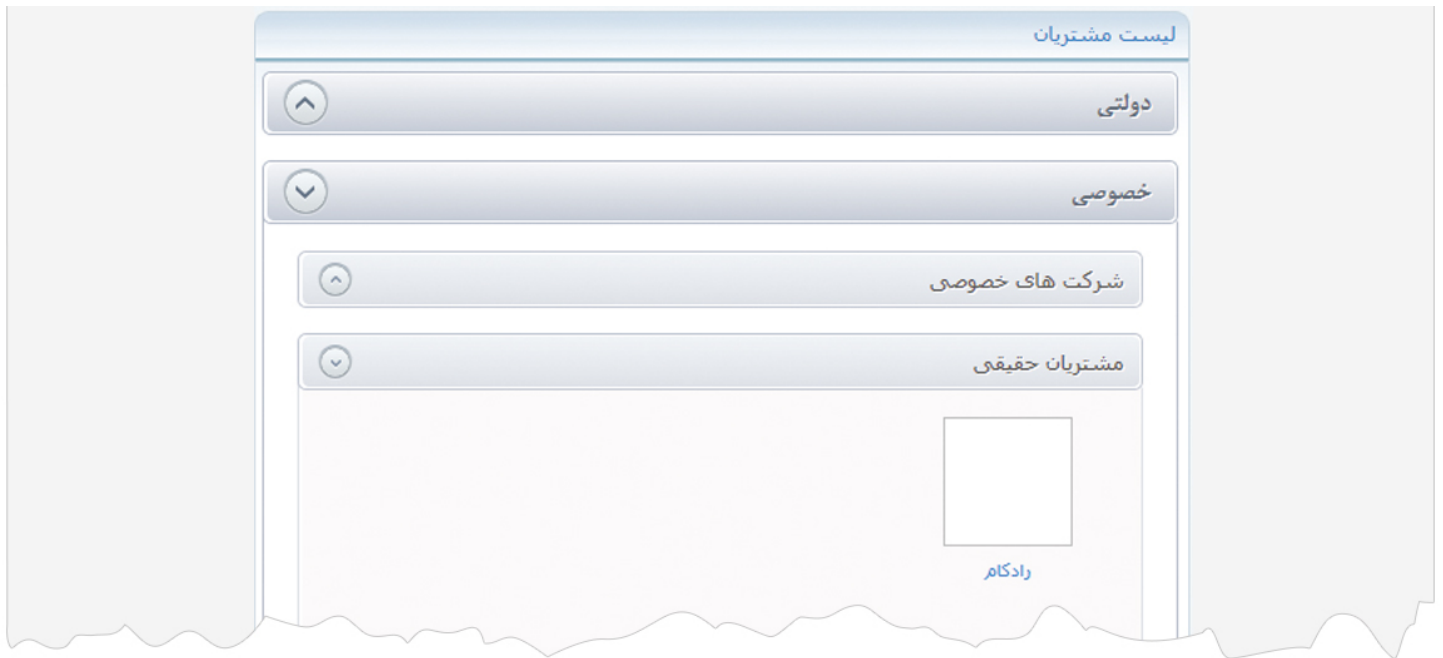 لیست مشتریان
دولتی
خصوصی
شرکت های خصوصی
مشتریان حقیقی
رادکام